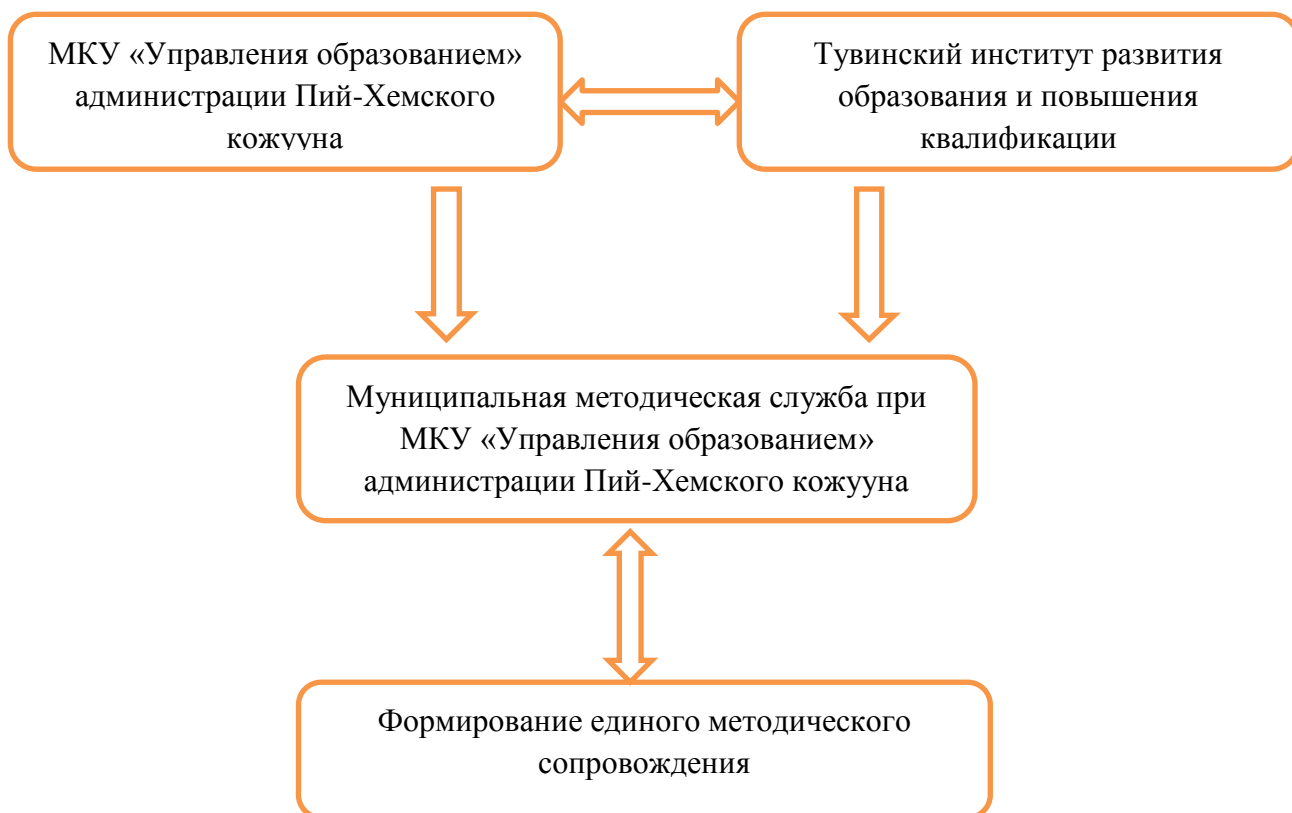 МКУ «Управления образованием»
администрации Пий-Хемского
кожууна
Тувинский институт развития
образования и повышения
квалификации
Муниципальная методическая служба при
МКУ «Управления образованием»
администрации Пий-Хемского кожууна
Формирование единого методического
сопровождения